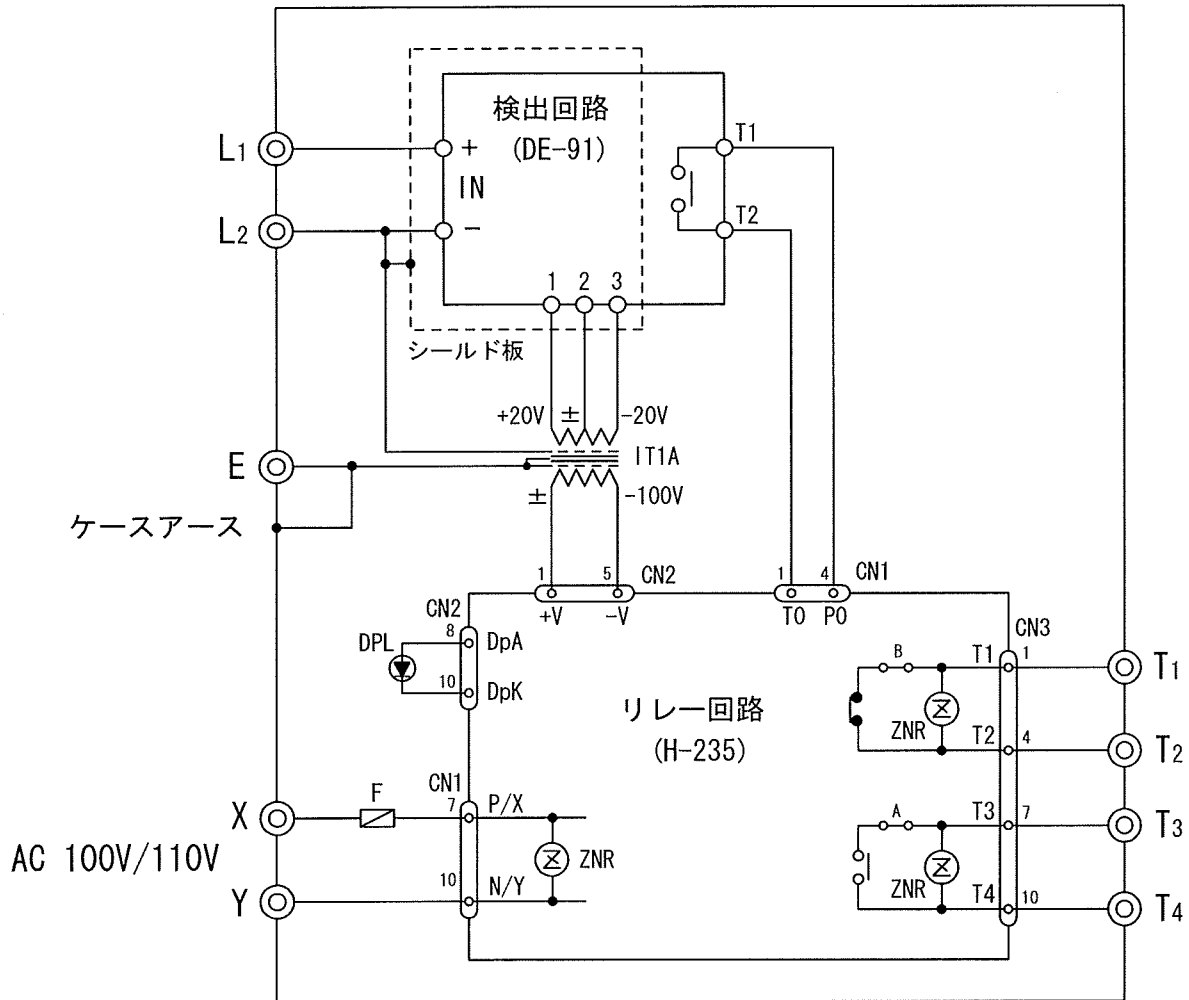 検出回路
(DE-91)
L1
+
IN
T1
L2
−
T2
1 2 3
シールド板
+20V ± -20V
IT1A
E
± -100V
ケースアース
1 5 CN2
+V -V
1 4 CN1
TO PO
CN2
8 DpA
DPL
10 DpK
リレー回路
(H-235)
CN3
B
T1 1 T1
ZNR
T2 4 T2
CN1
X F 7 P/X
AC 100V/110V
ZNR
Y 10 N/Y
A
T3 7 T3
ZNR
T4 10 T4